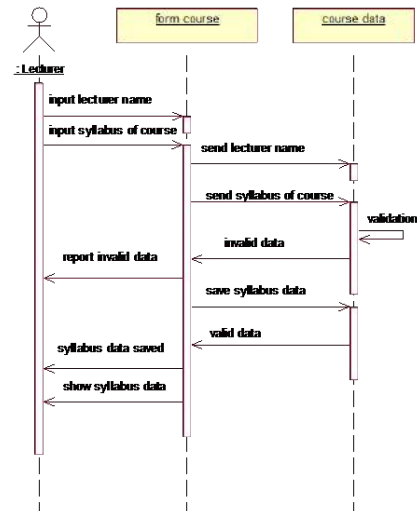 form course
course data
: Lecturer
input lecturer name
input syllabus of course
send lecturer name
send syllabus of course
validation
invalid data
report invalid data
save syllabus data
valid data
syllabus data saved
show syllabus data